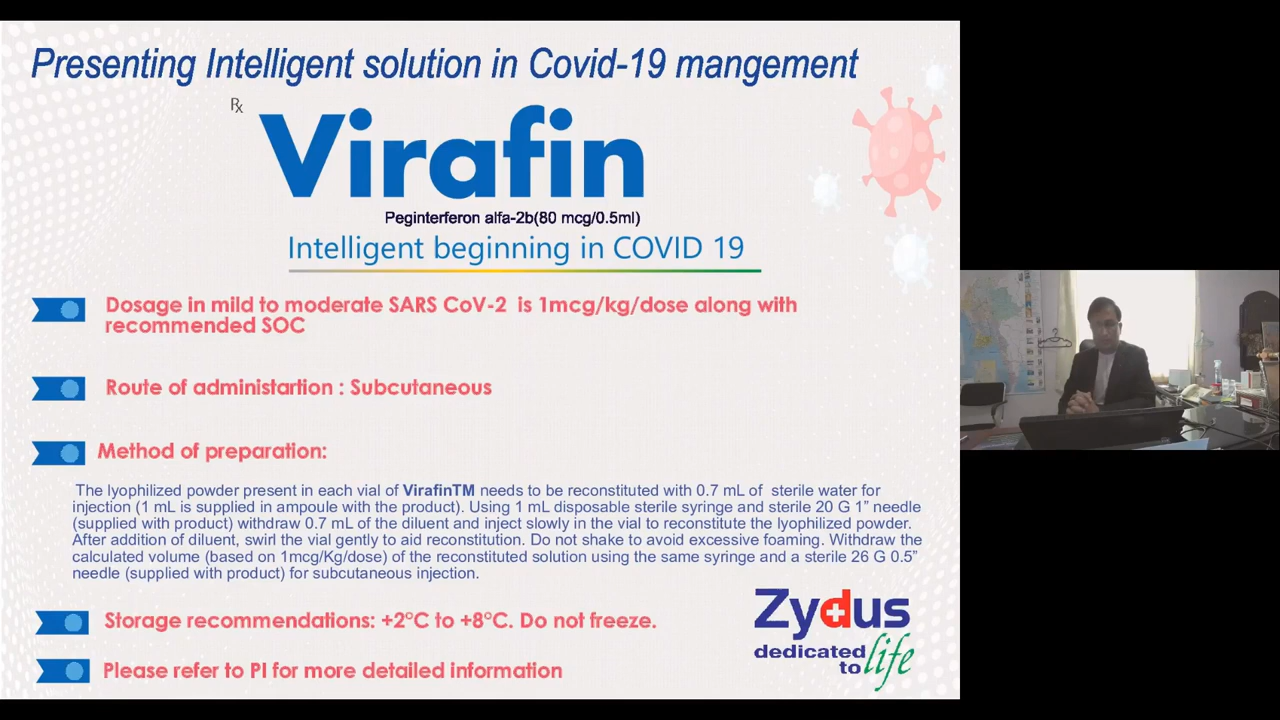 Presenting Intelligent solution in Covid-19 mangement
Rx
Virafin
Peginterferon alfa-2b(80 mcg/0.5ml)
Intelligent beginning in COVID 19
Dosage in mild to moderate SARS CoV-2 is 1mcg/kg/dose along with
recommended SOC
Route of administartion : Subcutaneous
Method of preparation:
The lyophilized powder present in each vial of VirafinTM needs to be reconstituted with 0.7 mL of sterile water for
injection (1 mL is supplied in ampoule with the product). Using 1 mL disposable sterile syringe and sterile 20 G 1” needle
(supplied with product) withdraw 0.7 mL of the diluent and inject slowly in the vial to reconstitute the lyophilized powder.
After addition of diluent, swirl the vial gently to aid reconstitution. Do not shake to avoid excessive foaming. Withdraw the
calculated volume (based on 1mcg/Kg/dose) of the reconstituted solution using the same syringe and a sterile 26 G 0.5”
needle (supplied with product) for subcutaneous injection.
Storage recommendations: +2°C to +8°C. Do not freeze.
Please refer to PI for more detailed information
Zydus
dedicated
to life